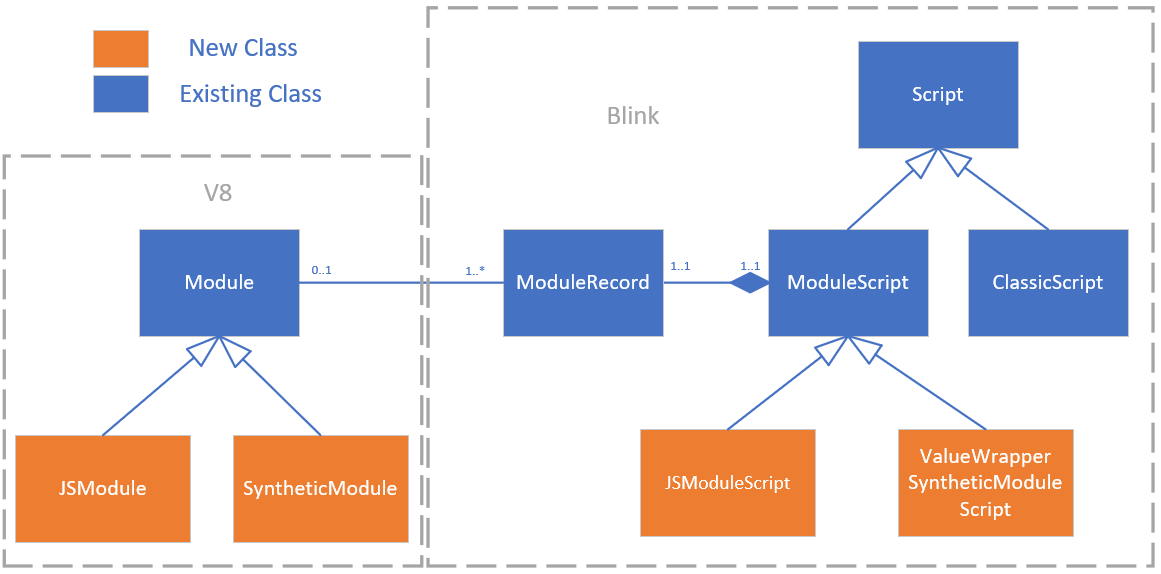 New Class
Existing Class
Blink
Script
V8
Module
0..1
1..*
ModuleRecord
1..1
1..1
ModuleScript
ClassicScript
JSModule
SyntheticModule
JSModuleScript
ValueWrapper
SyntheticModule
Script